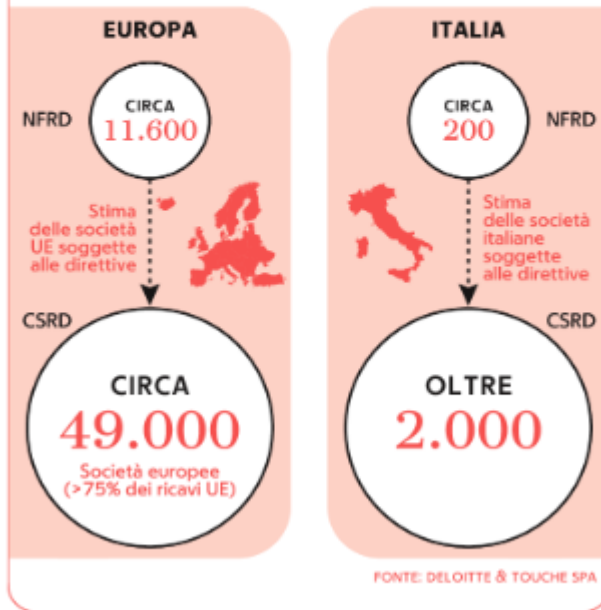 EUROPA
NFRD
CIRCA
11.600
Stima
delle società
UE soggette
alle direttive
CSRD
CIRCA
49.000
Società europee
(>75% dei ricavi UE)
ITALIA
CIRCA
200
NFRD
Stima
delle società
italiane
soggette
alle direttive
CSRD
OLTRE
2.000
FONTE: DELOITTE & TOUCHE SPA